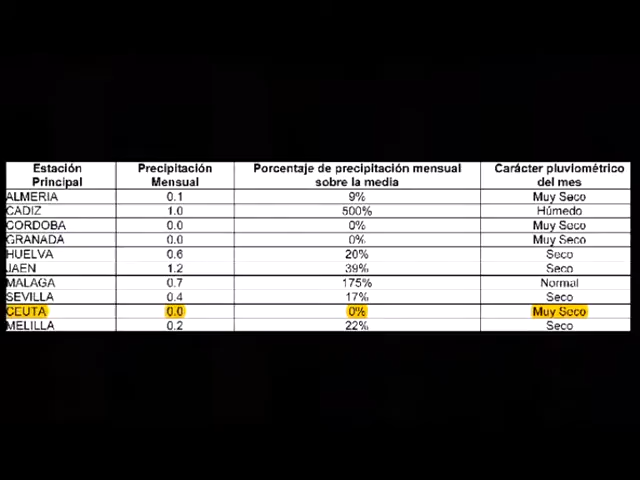 Estación Principal Precipitación Mensual Porcentaje de precipitación mensual sobre la media Carácter pluviométrico del mes
ALMERIA 0.1 9% Muy Seco
CADIZ 1.0 500% Húmedo
CORDOBA 0.0 0% Muy Seco
GRANADA 0.0 0% Muy Seco
HUELVA 0.6 20% Seco
JAEN 1.2 39% Seco
MALAGA 0.7 175% Normal
SEVILLA 0.4 17% Seco
CEUTA 0.0 0% Muy Seco
MELILLA 0.2 22% Seco